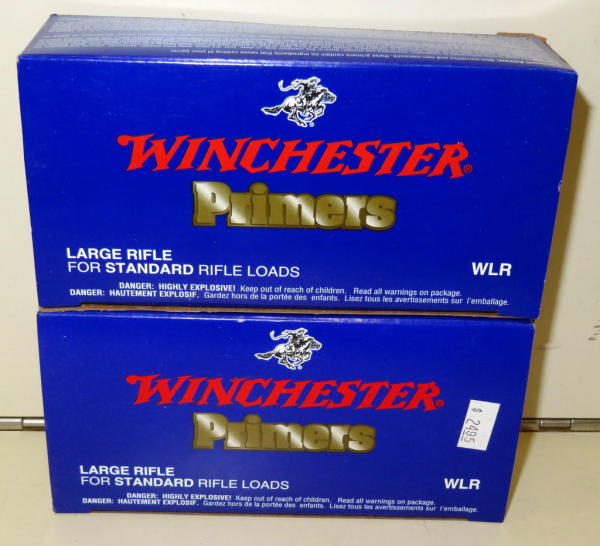 WINCHESTER®
Primers
LARGE RIFLE
FOR STANDARD RIFLE LOADS
WLR
DANGER: HIGHLY EXPLOSIVE! Keep out of reach of children. Read all warnings on package.
DANGER: HAUTEMENT EXPLOSIF. Gardez hors de la portée des enfants. Lisez tous les avertissements sur l'emballage.
WINCHESTER®
Primers
$ 2495
LARGE RIFLE
FOR STANDARD RIFLE LOADS
WLR
DANGER: HIGHLY EXPLOSIVE! Keep out of reach of children. Read all warnings on package.
DANGER: HAUTEMENT EXPLOSIF. Gardez hors de la portée des enfants. Lisez tous les avertissements sur l'emballage.